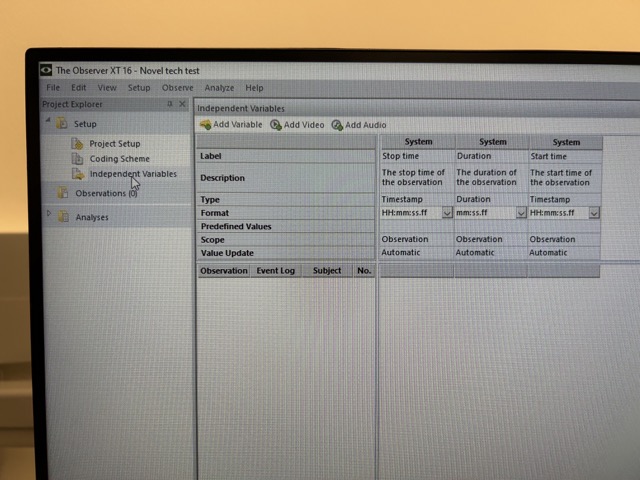 The Observer XT 16 - Novel tech test
File Edit View Setup Observe Analyze Help
Project Explorer
Setup
Project Setup
Coding Scheme
Independent Variables
Observations (0)
Analyses
Independent Variables
Add Variable Add Video Add Audio
System System System
Label Stop time Duration Start time
Description The stop time of the observation The duration of the observation The start time of the observation
Type Timestamp Duration Timestamp
Format HH:mm:ss.ff mm:ss.ff HH:mm:ss.ff
Predefined Values
Scope Observation Observation Observation
Value Update Automatic Automatic Automatic
Observation Event Log Subject No.